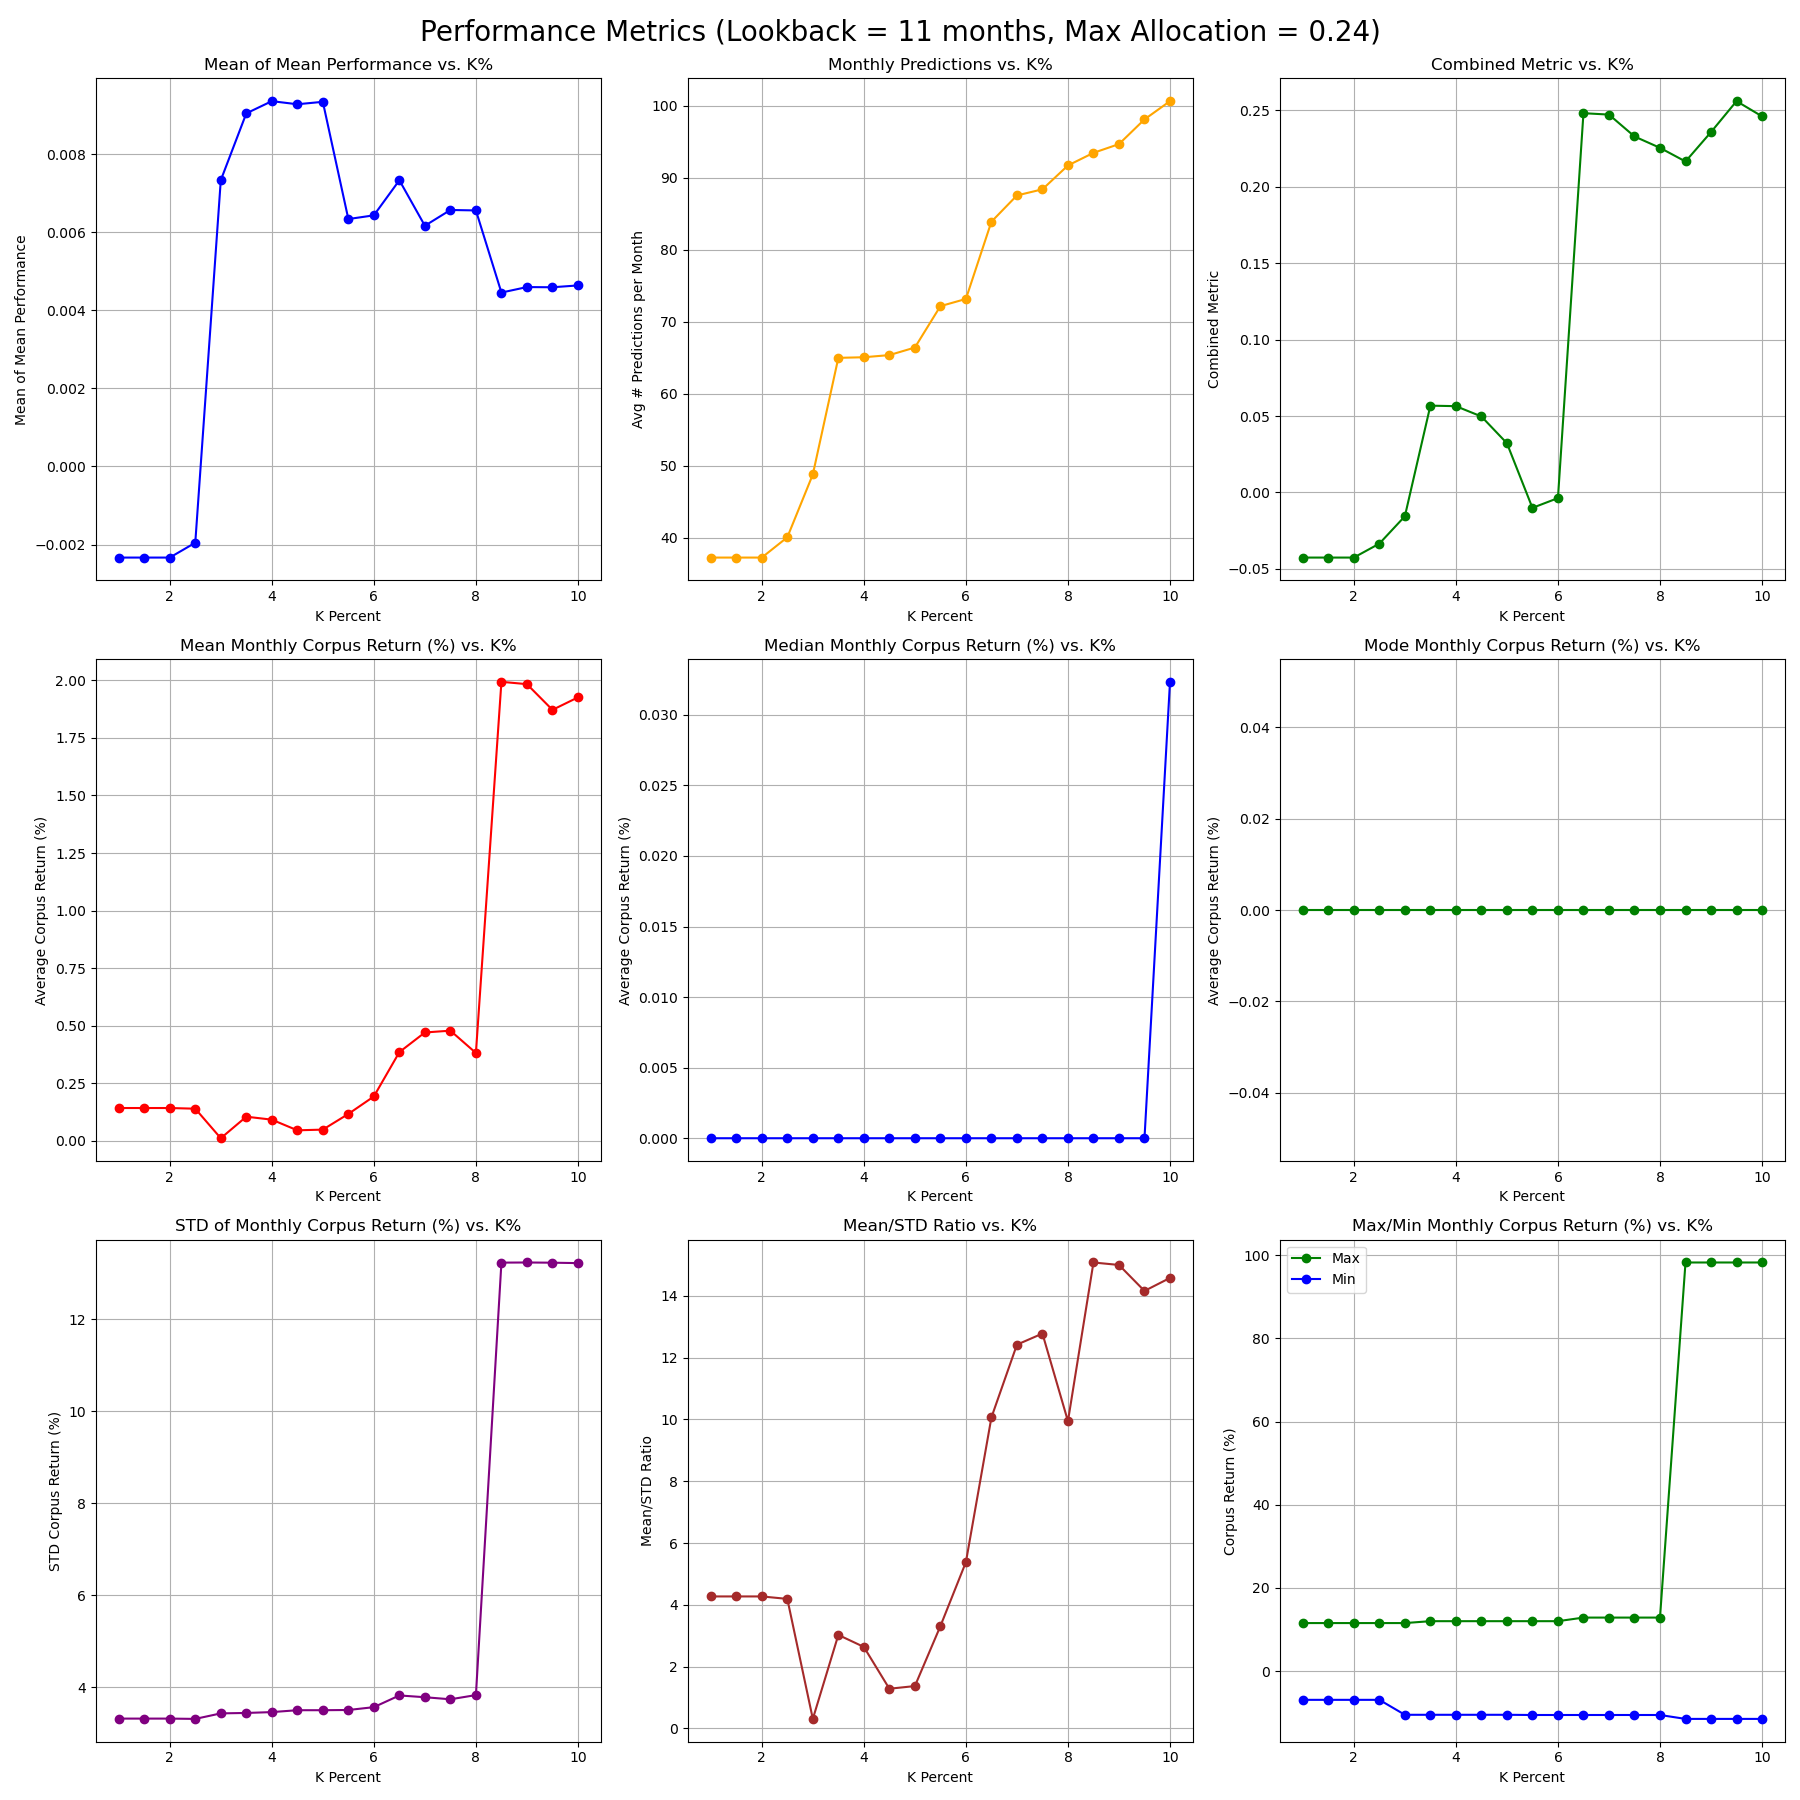 Performance Metrics (Lookback = 11 months, Max Allocation = 0.24)
Mean of Mean Performance vs. K%
Mean of Mean Performance
0.008
0.006
0.004
0.002
0.000
−0.002
2 4 6 8 10
K Percent
Monthly Predictions vs. K%
Avg # Predictions per Month
100
90
80
70
60
50
40
2 4 6 8 10
K Percent
Combined Metric vs. K%
Combined Metric
0.25
0.20
0.15
0.10
0.05
0.00
−0.05
2 4 6 8 10
K Percent
Mean Monthly Corpus Return (%) vs. K%
Average Corpus Return (%)
2.00
1.75
1.50
1.25
1.00
0.75
0.50
0.25
0.00
2 4 6 8 10
K Percent
Median Monthly Corpus Return (%) vs. K%
Average Corpus Return (%)
0.030
0.025
0.020
0.015
0.010
0.005
0.000
2 4 6 8 10
K Percent
Mode Monthly Corpus Return (%) vs. K%
Average Corpus Return (%)
0.04
0.02
0.00
−0.02
−0.04
2 4 6 8 10
K Percent
STD of Monthly Corpus Return (%) vs. K%
STD Corpus Return (%)
12
10
8
6
4
2 4 6 8 10
K Percent
Mean/STD Ratio vs. K%
Mean/STD Ratio
14
12
10
8
6
4
2
0
2 4 6 8 10
K Percent
Max/Min Monthly Corpus Return (%) vs. K%
Corpus Return (%)
Max
Min
100
80
60
40
20
0
2 4 6 8 10
K Percent